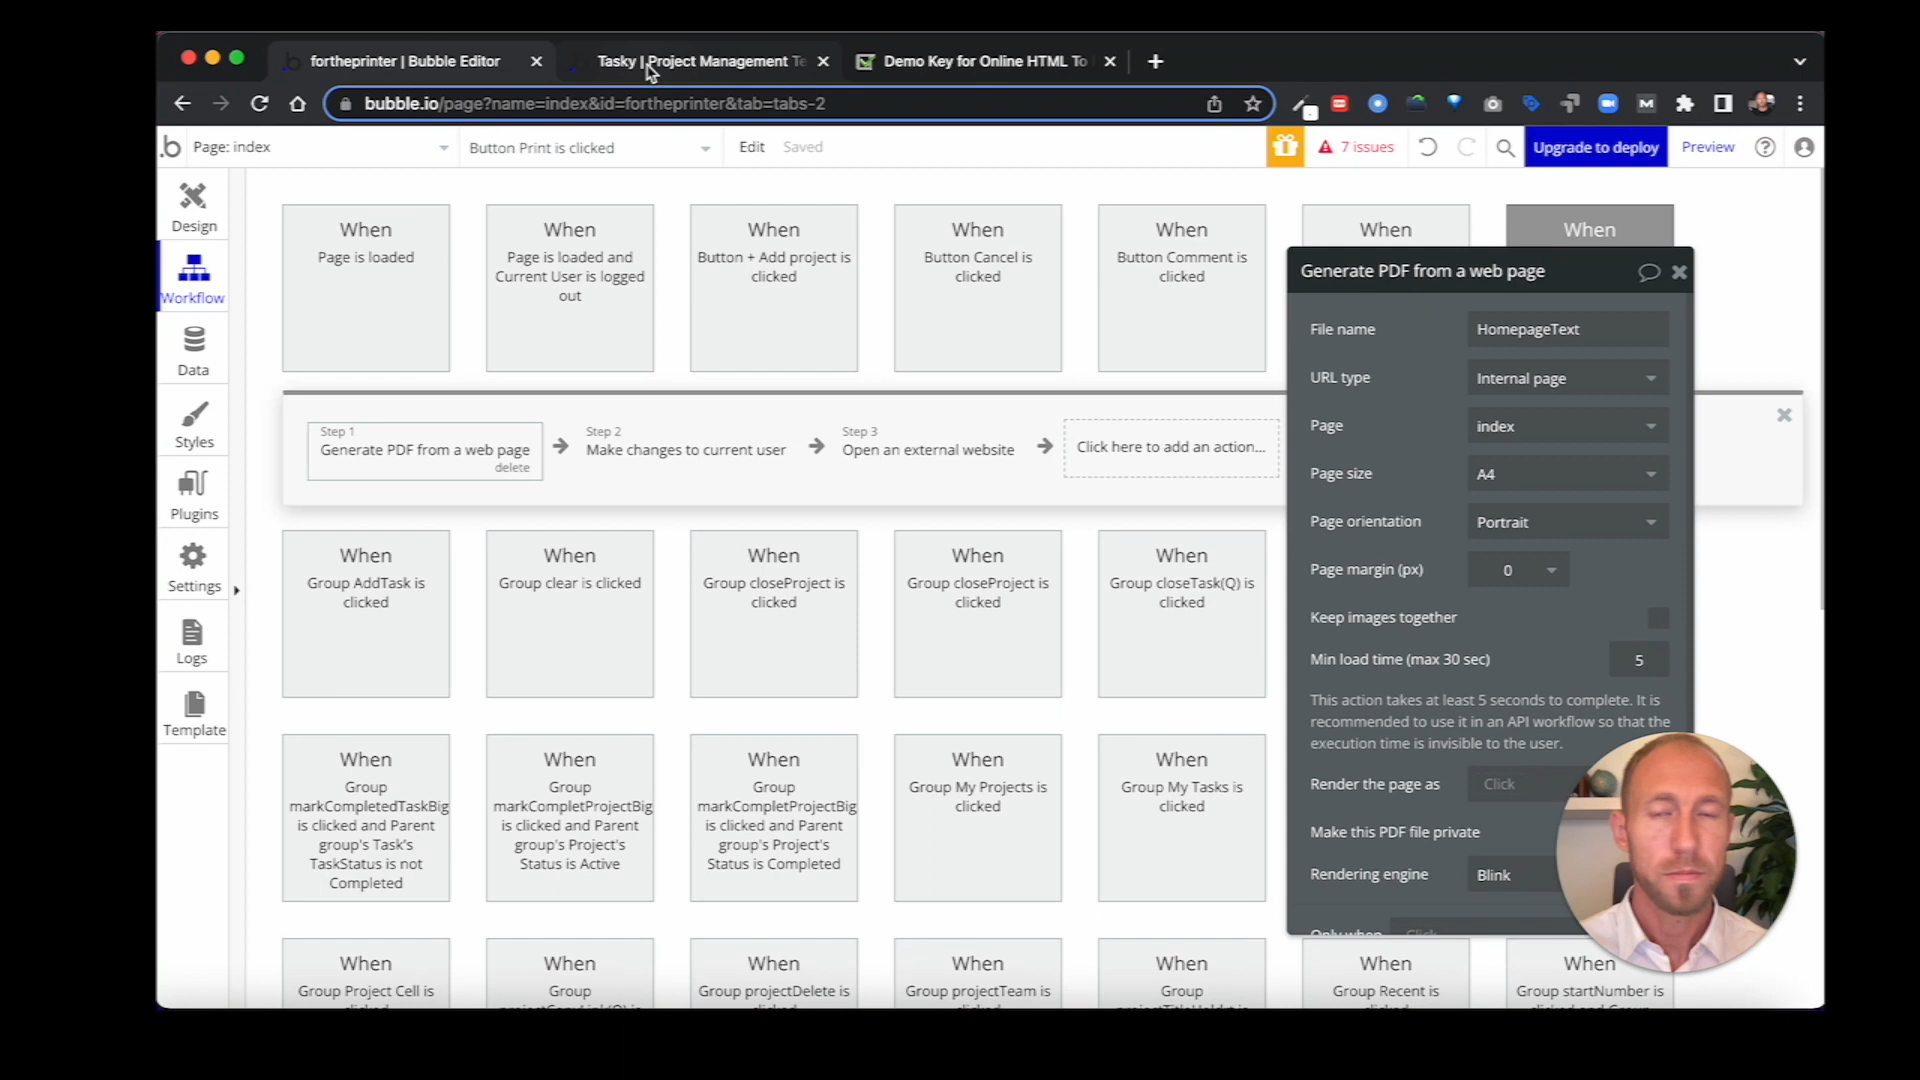 fortheprinter | Bubble Editor
Tasky | Project Management Te
Demo Key for Online HTML To
bubble.io/page?name=index&id=fortheprinter&tab=tabs-2
.b
Page: index
Button Print is clicked
Edit
Saved
7 issues
Upgrade to deploy
Preview
Design
Workflow
Data
Styles
Plugins
Settings
Logs
Template
When
Page is loaded
When
Page is loaded and
Current User is logged
out
When
Button + Add project is
clicked
When
Button Cancel is
clicked
When
Button Comment is
clicked
When
When
Step 1
Generate PDF from a web page
delete
Step 2
Make changes to current user
Step 3
Open an external website
Click here to add an action...
When
Group AddTask is
clicked
When
Group clear is clicked
When
Group closeProject is
clicked
When
Group closeProject is
clicked
When
Group closeTask(Q) is
clicked
When
Group
markCompletedTaskBig
is clicked and Parent
group's Task's
TaskStatus is not
Completed
When
Group
markCompletProjectBig
is clicked and Parent
group's Project's
Status is Active
When
Group
markCompletProjectBig
is clicked and Parent
group's Project's
Status is Completed
When
Group My Projects is
clicked
When
Group My Tasks is
clicked
When
Group Project Cell is
When
Group
When
Group projectDelete is
When
Group projectTeam is
When
Group
When
Group Recent is
When
Group startNumber is
Generate PDF from a web page
File name
HomepageText
URL type
Internal page
Page
index
Page size
A4
Page orientation
Portrait
Page margin (px)
0
Keep images together
Min load time (max 30 sec)
5
This action takes at least 5 seconds to complete. It is
recommended to use it in an API workflow so that the
execution time is invisible to the user.
Render the page as
Click
Make this PDF file private
Rendering engine
Blink
Only when
Click